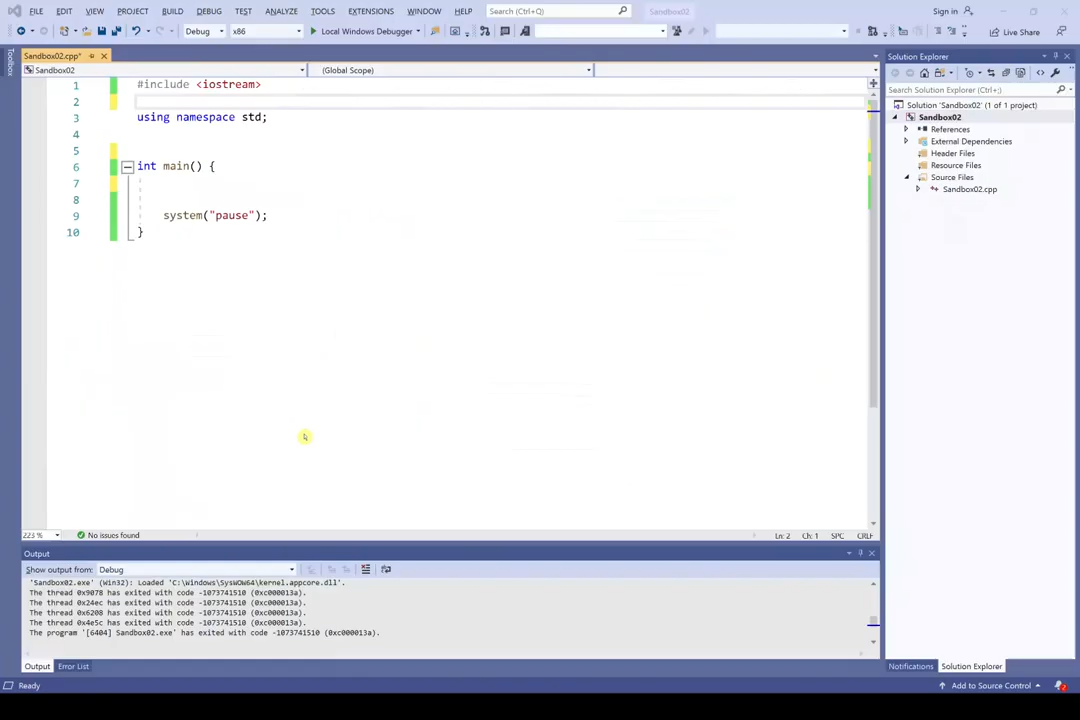 FILE EDIT VIEW PROJECT BUILD DEBUG TEST ANALYZE TOOLS EXTENSIONS WINDOW HELP Search (Ctrl+Q) Sandbox02 Sign in
Debug x86 Local Windows Debugger Live Share
Toolbox
Sandbox02.cpp*
Sandbox02 (Global Scope)
1 #include <iostream>
2
3 using namespace std;
4
5
6 int main() {
7
8
9 system("pause");
10 }
223 % No issues found Ln: 2 Ch: 1 SPC CRLF
Output
Show output from: Debug
'Sandbox02.exe' (Win32): Loaded 'C:\Windows\SysWOW64\kernel.appcore.dll'.
The thread 0x9078 has exited with code -1073741510 (0xc000013a).
The thread 0x24ec has exited with code -1073741510 (0xc000013a).
The thread 0x6208 has exited with code -1073741510 (0xc000013a).
The thread 0x4e5c has exited with code -1073741510 (0xc000013a).
The program '[6404] Sandbox02.exe' has exited with code -1073741510 (0xc000013a).
Output Error List
Solution Explorer
Search Solution Explorer (Ctrl+;)
Solution 'Sandbox02' (1 of 1 project)
Sandbox02
References
External Dependencies
Header Files
Resource Files
Source Files
Sandbox02.cpp
Notifications Solution Explorer
Ready Add to Source Control 2